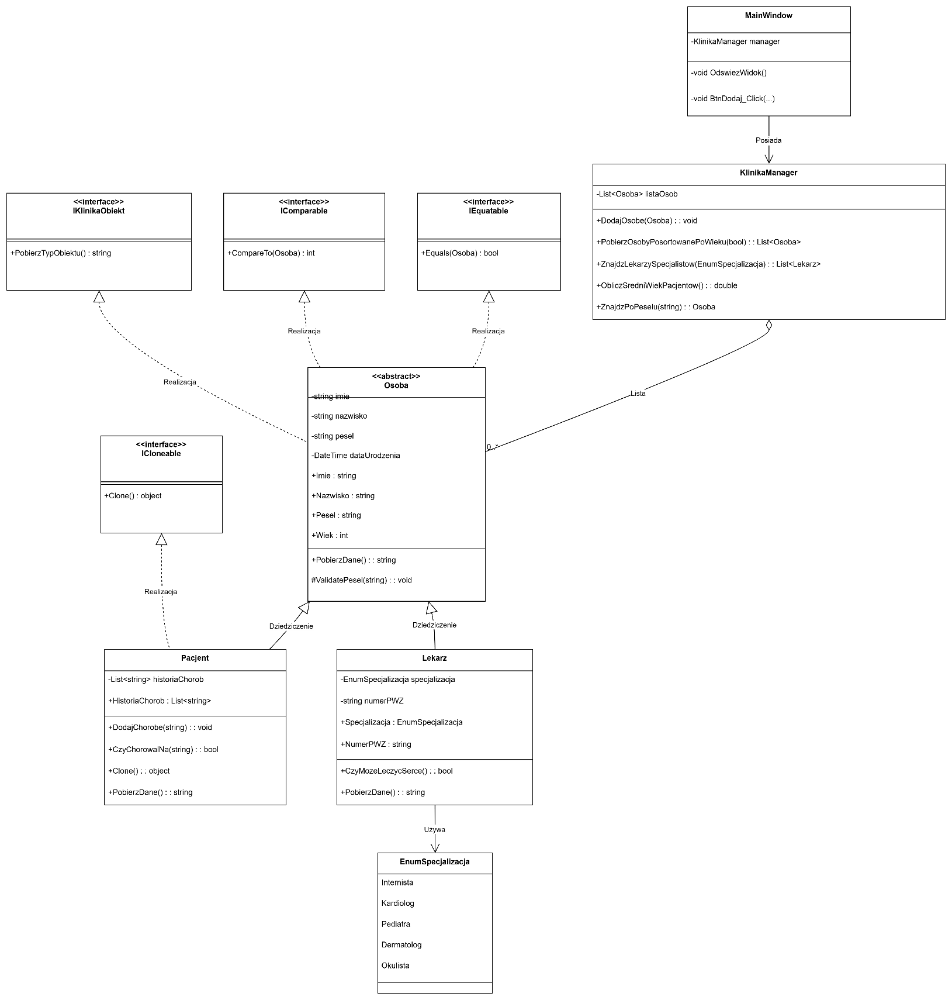 MainWindow
-KlinikaManager manager
-void OdswiezWidok()
-void BtnDodaj_Click(...)
Posiada
KlinikaManager
-List<Osoba> listaOsob
+DodajOsobe(Osoba) : : void
+PobierzOsobyPosortowanePoWieku(bool) : : List<Osoba>
+ZnajdzLekarzySpecjalistow(EnumSpecjalizacja) : : List<Lekarz>
+ObliczSredniWiekPacjentow() : : double
+ZnajdzPoPeselu(string) : : Osoba
<<interface>>
IKlinikaObiekt
+PobierzTypObiektu() : string
<<interface>>
IComparable
+CompareTo(Osoba) : int
<<interface>>
IEquatable
+Equals(Osoba) : bool
Realizacja
Realizacja
Realizacja
Lista
0..*
<<abstract>>
Osoba
-string imie
-string nazwisko
-string pesel
-DateTime dataUrodzenia
+Imie : string
+Nazwisko : string
+Pesel : string
+Wiek : int
+PobierzDane() : : string
#ValidatePesel(string) : : void
<<interface>>
ICloneable
+Clone() : object
Realizacja
Dziedziczenie
Dziedziczenie
Pacjent
-List<string> historiaChorob
+HistoriaChorob : List<string>
+DodajChorobe(string) : : void
+CzyChorowalNa(string) : : bool
+Clone() : : object
+PobierzDane() : : string
Lekarz
-EnumSpecjalizacja specjalizacja
-string numerPWZ
+Specjalizacja : EnumSpecjalizacja
+NumerPWZ : string
+CzyMozeLeczycSerce() : : bool
+PobierzDane() : : string
Używa
EnumSpecjalizacja
Internista
Kardiolog
Pediatra
Dermatolog
Okulista